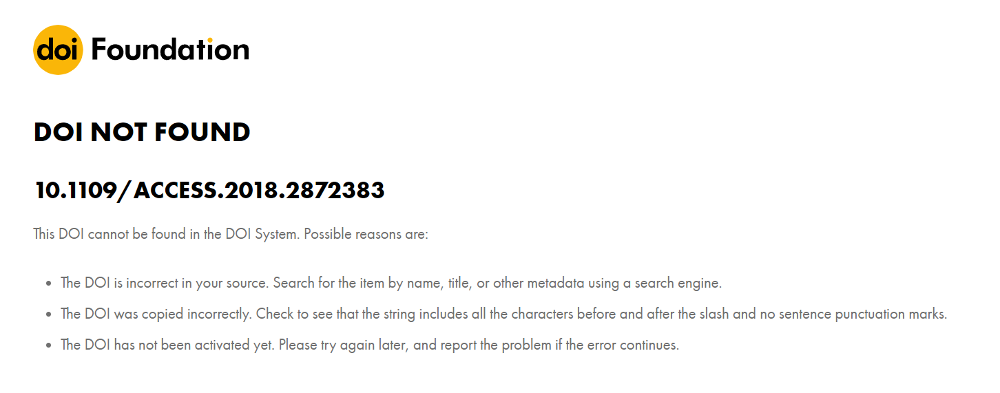 doi Foundation
DOI NOT FOUND
10.1109/ACCESS.2018.2872383
This DOI cannot be found in the DOI System. Possible reasons are:
• The DOI is incorrect in your source. Search for the item by name, title, or other metadata using a search engine.
• The DOI was copied incorrectly. Check to see that the string includes all the characters before and after the slash and no sentence punctuation marks.
• The DOI has not been activated yet. Please try again later, and report the problem if the error continues.